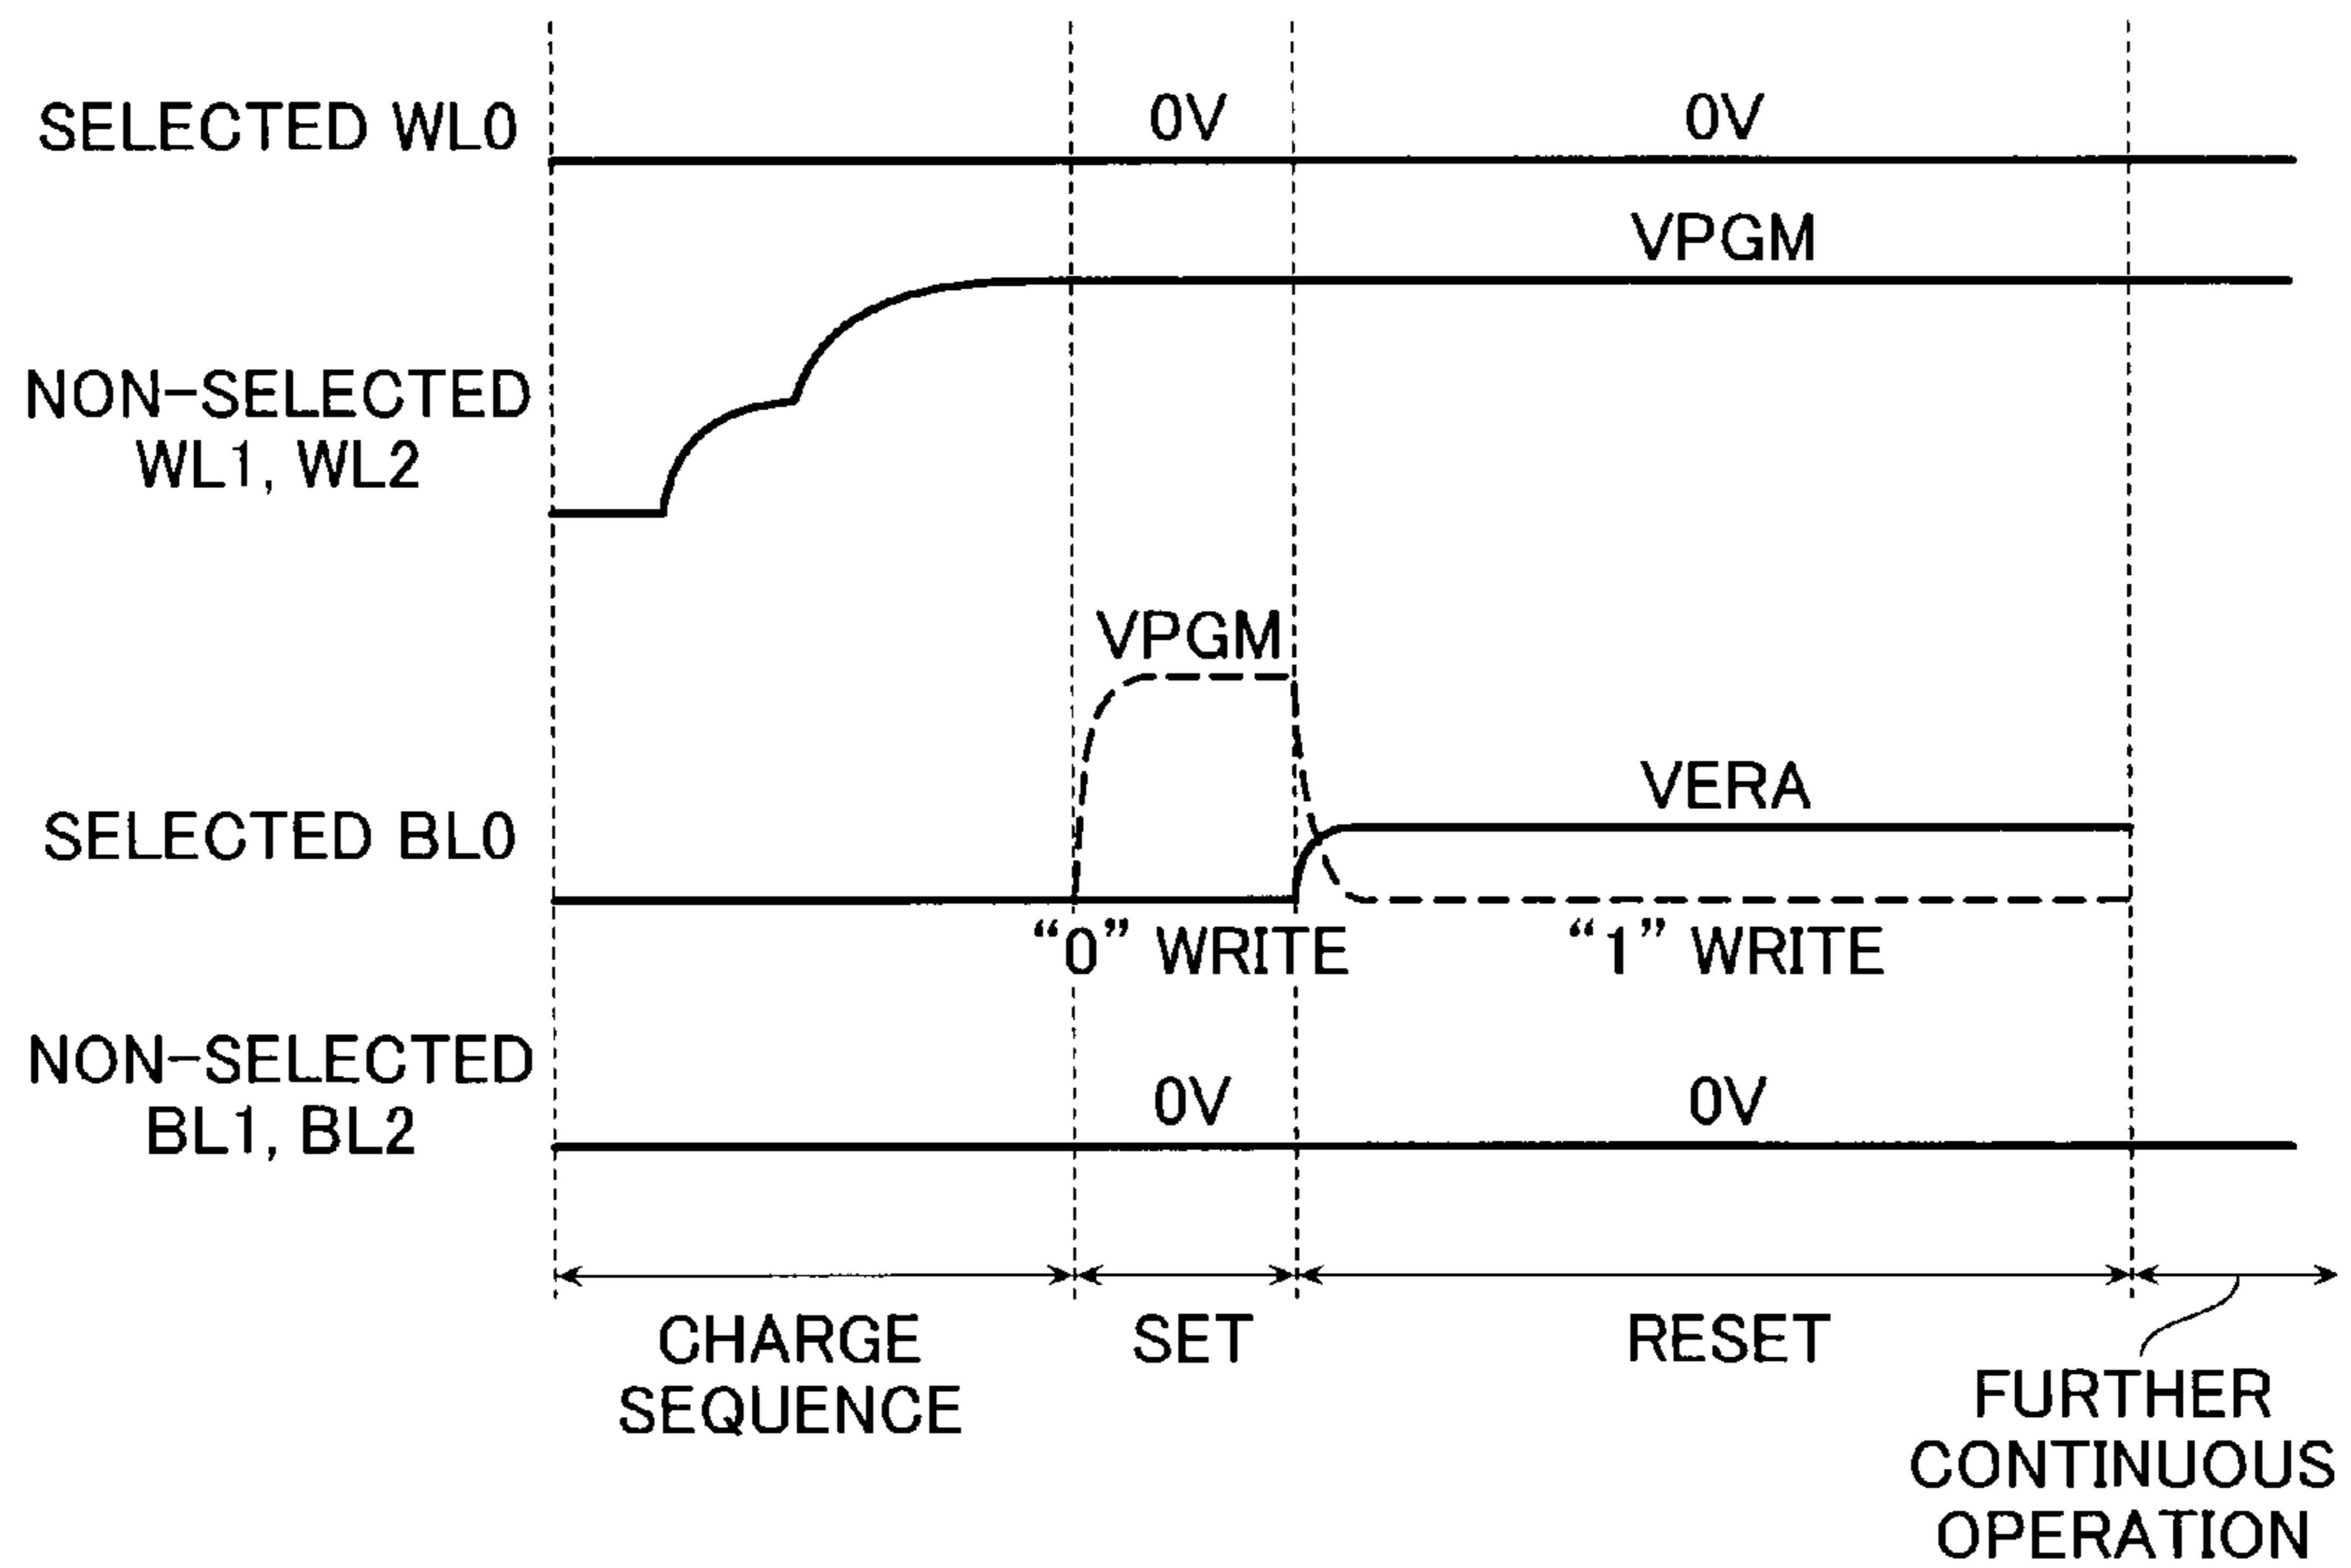 SELECTED WL0
0V
0V
VPGM
NON-SELECTED
WL1, WL2
VPGM
VERA
SELECTED BL0
“0” WRITE
“1” WRITE
NON-SELECTED
BL1, BL2
0V
0V
CHARGE
SEQUENCE
SET
RESET
FURTHER
CONTINUOUS
OPERATION